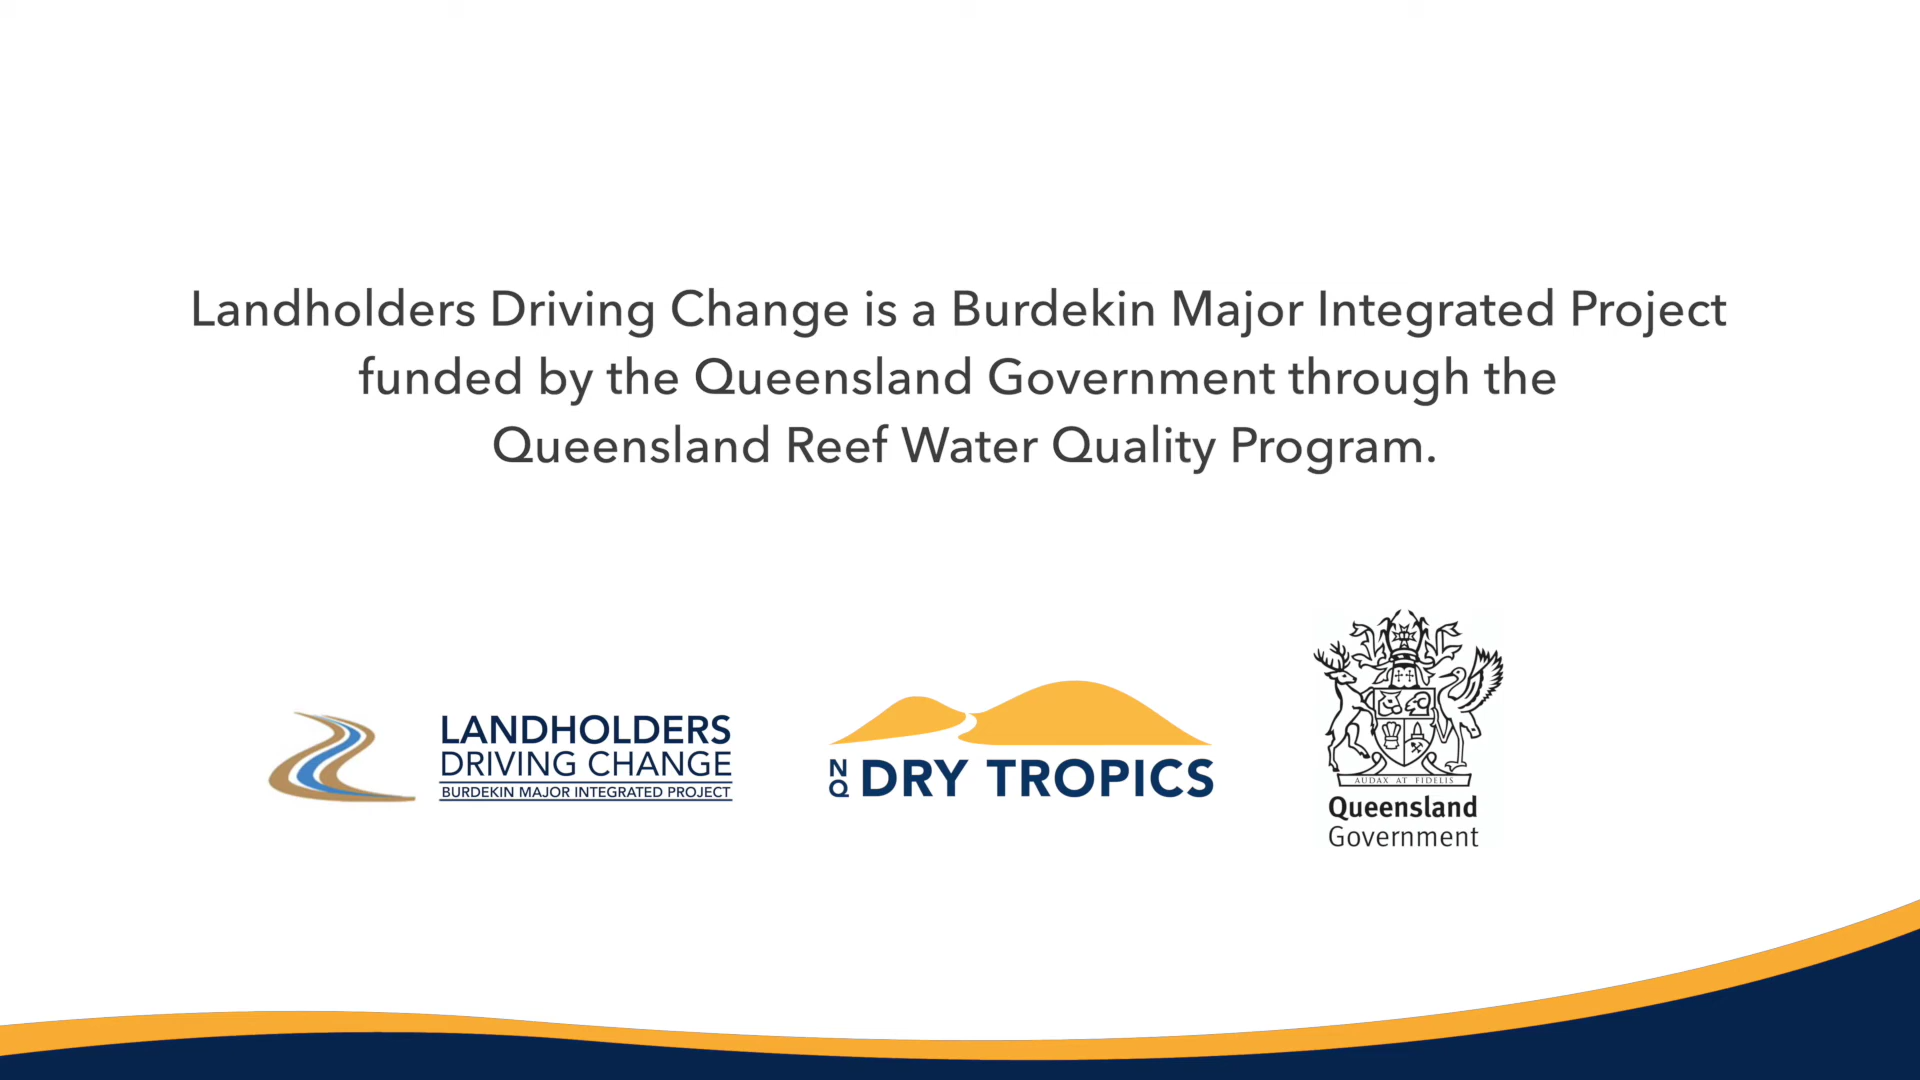 Landholders Driving Change is a Burdekin Major Integrated Project
funded by the Queensland Government through the
Queensland Reef Water Quality Program.
LANDHOLDERS
DRIVING CHANGE
BURDEKIN MAJOR INTEGRATED PROJECT
NQ DRY TROPICS
AUDAX AT FIDELIS
Queensland
Government